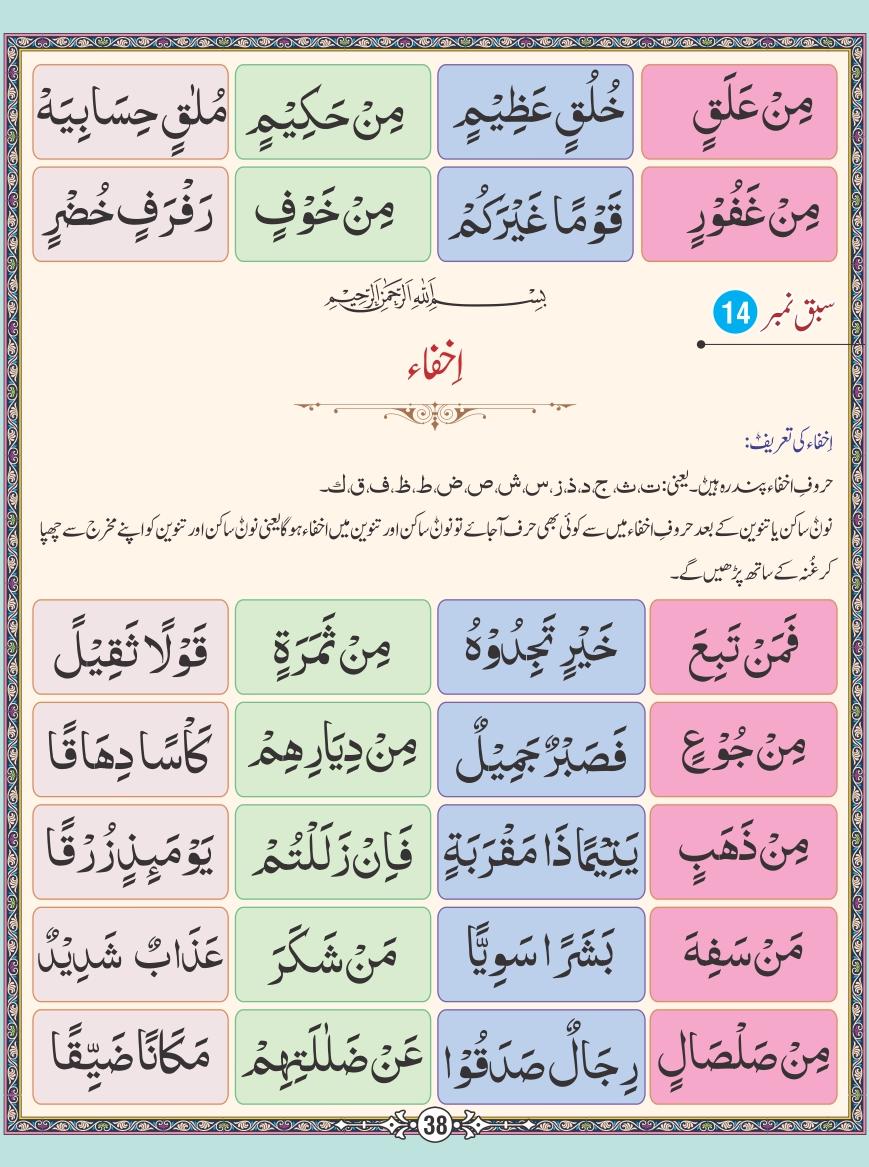 مِنْ عَلَقٍ خُلُقٍ عَظِيْمٍ مِنْ حَكِيْمٍ مُلٰقٍ حِسَابِيَهْ
مِنْ غَفُوْرٍ قَوْمًا غَيْرَكُمْ مِنْ خَوْفٍ رَفْرَفٍ خُضْرٍ
بِسْمِ اللهِ الرَّحْمٰنِ الرَّحِيْمِ
سبق نمبر 14
اِخفاء
اِخفاء کی تعریف:
حروفِ اخفاء پندرہ ہیں۔ یعنی: ت، ث، ج، د، ذ، ز، س، ش، ص، ض، ط، ظ، ف، ق، ك۔
نونْ ساکن یا تنوین کے بعد حروفِ اخفاء میں سے کوئی بھی حرف آجائے تو نونْ ساکن اور تنوین میں اخفاء ہوگا یعنی نونْ ساکن اور تنوین کو اپنے مخرج سے چھپا
کر غُنہ کے ساتھ پڑھیں گے۔
فَمَنْ تَبِعَ خَيْرٍ تَجِدُوْهُ مِنْ ثَمَرَةٍ قَوْلًا ثَقِيْلً
مِنْ جُوْعٍ فَصَبْرٌ جَمِيْلٌ مِنْ دِيَارِهِمْ كَاْسًا دِهَاقًا
مِنْ ذَهَبٍ يَتِيْمًا ذَا مَقْرَبَةٍ فَاِنْ زَلَلْتُمْ يَوْمَئِذٍ زُرْقًا
مَنْ سَفِهَ بَشَرًا سَوِيًّا مَنْ شَكَرَ عَذَابٌ شَدِيْدٌ
مِنْ صَلْصَالٍ رِجَالٌ صَدَقُوْا عَنْ ضَلٰلَتِهِمْ مَكَانًا ضَيِّقًا
38